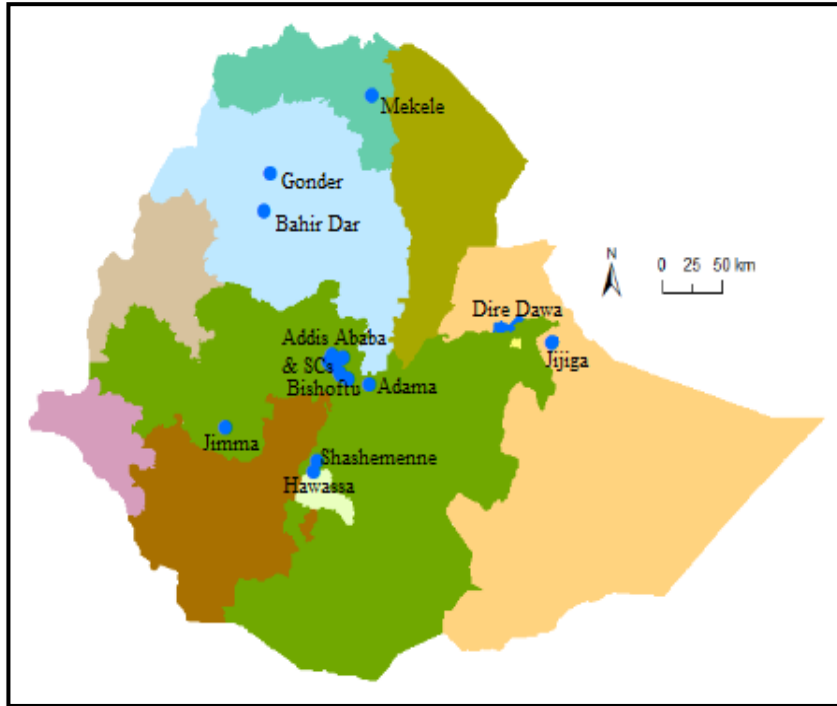 Mekele
Gonder
Bahir Dar
N
0 25 50 km
Dire Dawa
Addis Ababa
& SCs
Jijiga
Bishoftu
Adama
Jimma
Shashemenne
Hawassa